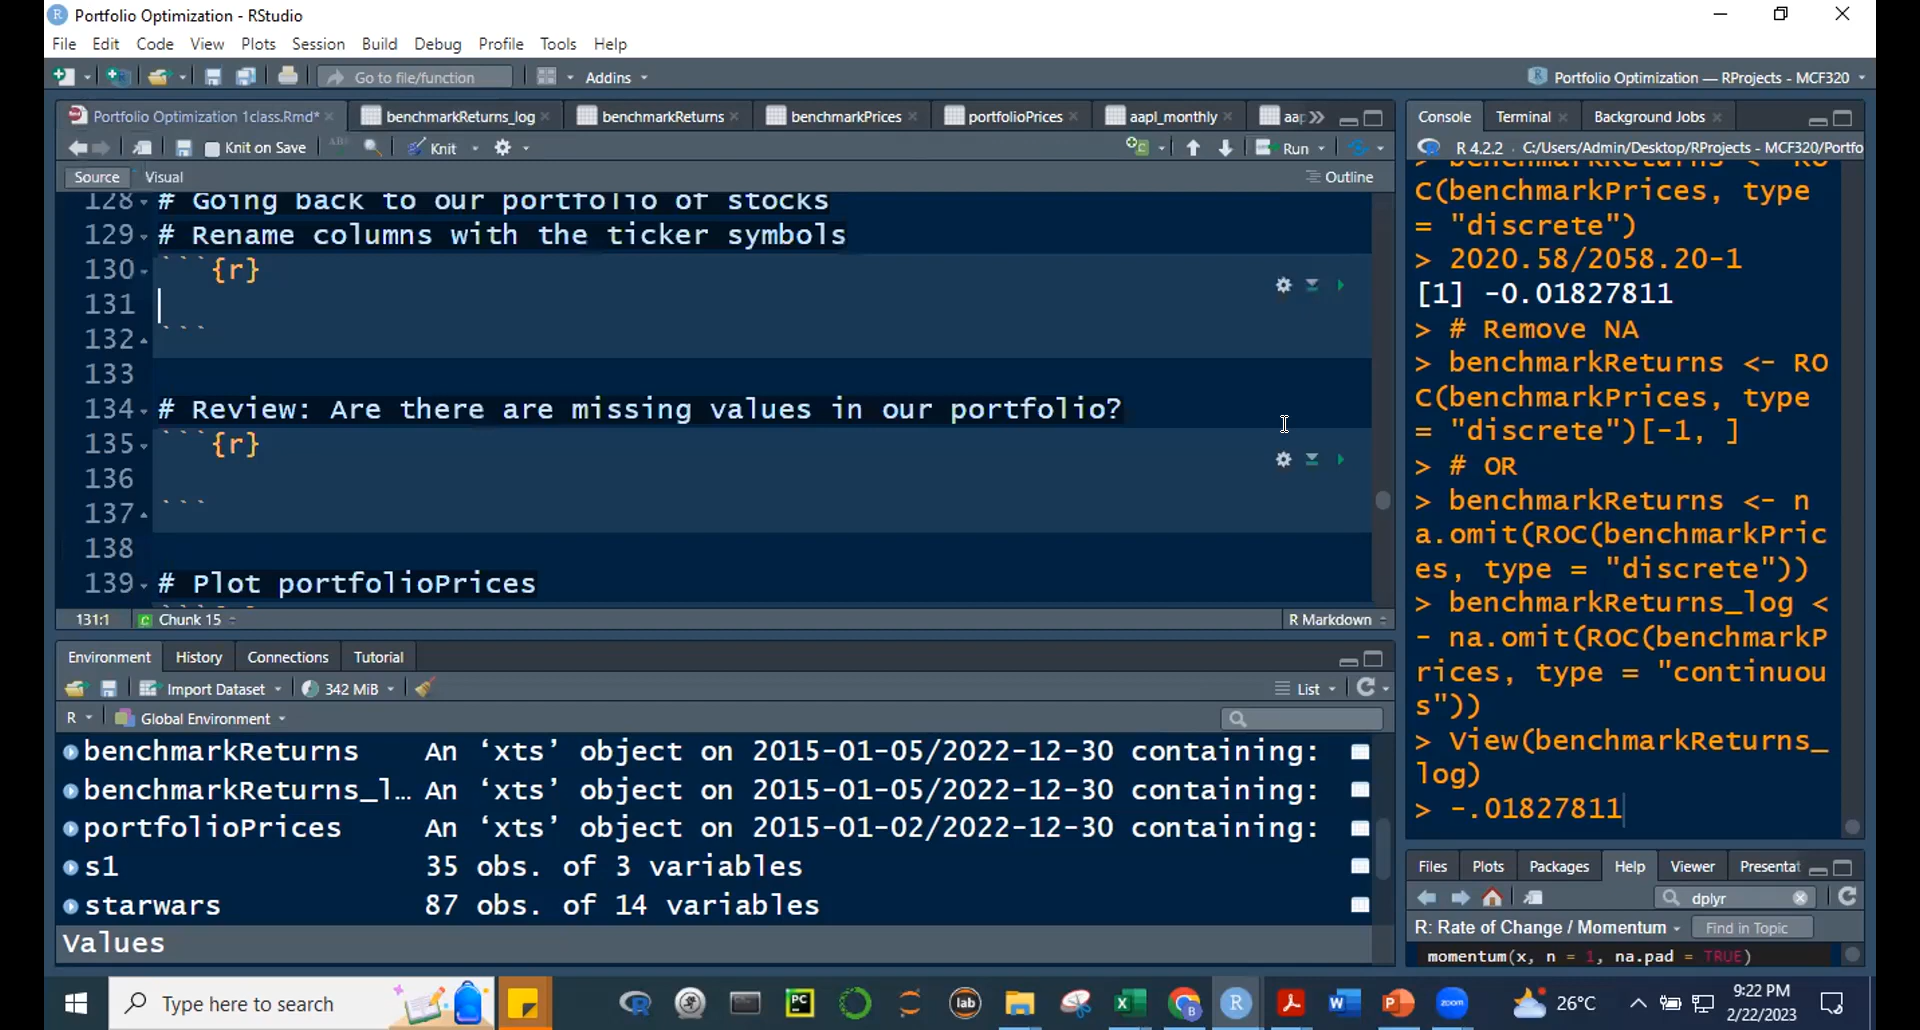 Portfolio Optimization - RStudio
File Edit Code View Plots Session Build Debug Profile Tools Help
Go to file/function Addins Portfolio Optimization — RProjects - MCF320
Portfolio Optimization 1class.Rmd* benchmarkReturns_log benchmarkReturns benchmarkPrices portfolioPrices aapl_monthly
Knit on Save ABC Knit Run
Source Visual Outline
128 # Going back to our portfolio of stocks
129 # Rename columns with the ticker symbols
130 ```{r}
131
132 ```
133
134 # Review: Are there are missing values in our portfolio?
135 ```{r}
136
137 ```
138
139 # Plot portfolioPrices
131:1 Chunk 15 R Markdown
Environment History Connections Tutorial
Import Dataset 342 MiB List
R Global Environment
benchmarkReturns An ‘xts’ object on 2015-01-05/2022-12-30 containing:
benchmarkReturns_l… An ‘xts’ object on 2015-01-05/2022-12-30 containing:
portfolioPrices An ‘xts’ object on 2015-01-02/2022-12-30 containing:
s1 35 obs. of 3 variables
starwars 87 obs. of 14 variables
Values
Console Terminal Background Jobs
R 4.2.2 · C:/Users/Admin/Desktop/RProjects - MCF320/Portfo
> benchmarkReturns <- RO
C(benchmarkPrices, type
= "discrete")
> 2020.58/2058.20-1
[1] -0.01827811
> # Remove NA
> benchmarkReturns <- RO
C(benchmarkPrices, type
= "discrete")[-1, ]
> # OR
> benchmarkReturns <- n
a.omit(ROC(benchmarkPric
es, type = "discrete"))
> benchmarkReturns_log <
- na.omit(ROC(benchmarkP
rices, type = "continuou
s"))
> View(benchmarkReturns_
log)
> -.01827811
Files Plots Packages Help Viewer Presentat
dplyr
R: Rate of Change / Momentum Find in Topic
momentum(x, n = 1, na.pad = TRUE)
Type here to search PC lab zoom 26°C 9:22 PM
2/22/2023